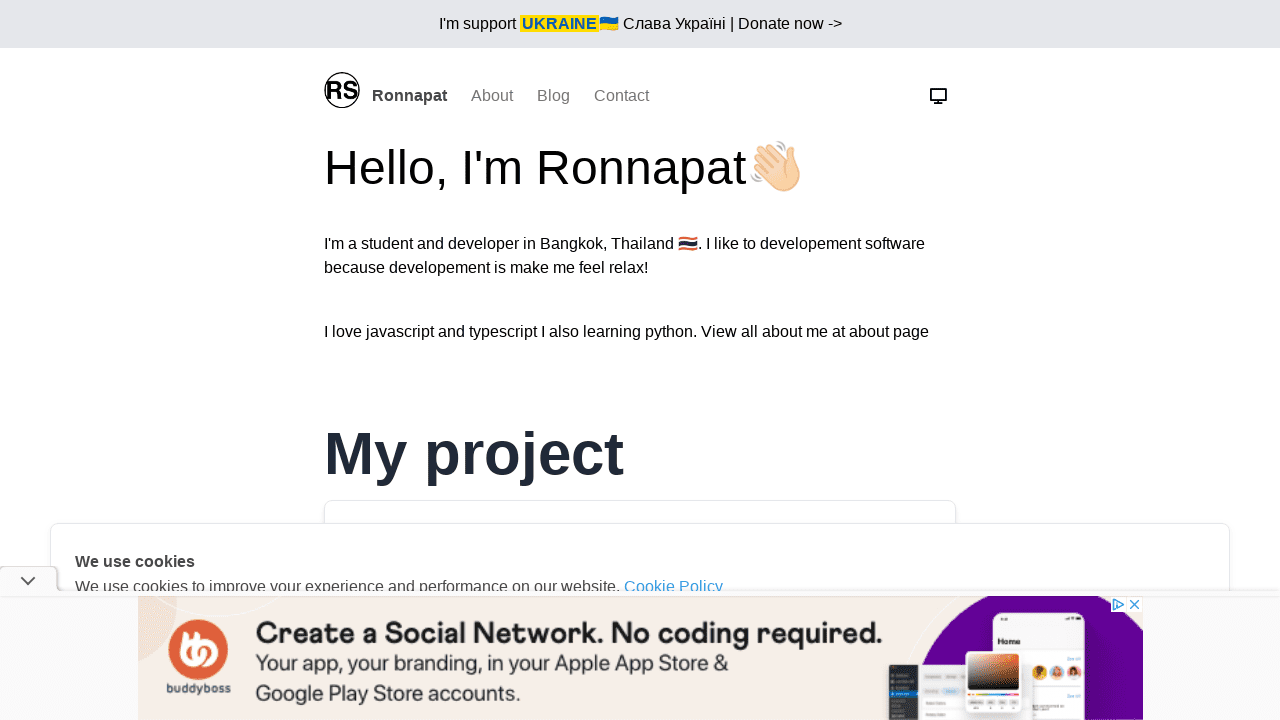 I'm support UKRAINE🇺🇦 Слава Україні | Donate now ->
RS Ronnapat About Blog Contact
Hello, I'm Ronnapat👋🏻
I'm a student and developer in Bangkok, Thailand 🇹🇭. I like to developement software
because developement is make me feel relax!
I love javascript and typescript I also learning python. View all about me at about page
My project
We use cookies
We use cookies to improve your experience and performance on our website. Cookie Policy
Create a Social Network. No coding required.
Your app, your branding, in your Apple App Store &
Google Play Store accounts.
buddyboss
Home